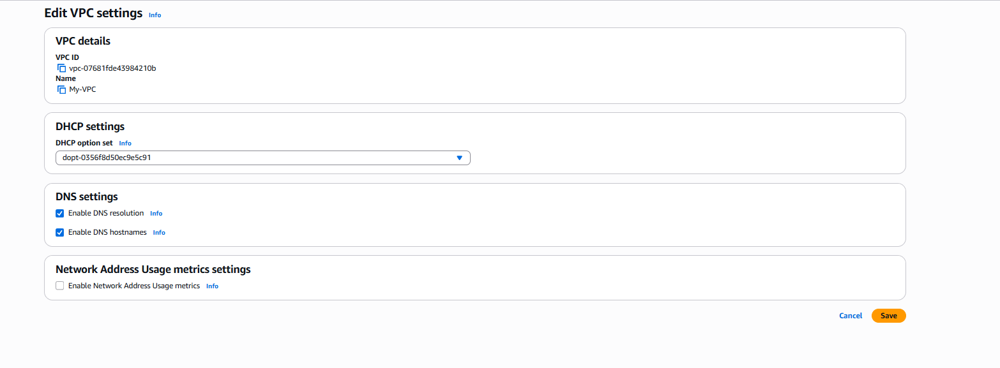 Edit VPC settings Info
VPC details
VPC ID
vpc-07681fde43984210b
Name
My-VPC
DHCP settings
DHCP option set Info
dopt-0356f8d50ec9e5c91
DNS settings
Enable DNS resolution Info
Enable DNS hostnames Info
Network Address Usage metrics settings
Enable Network Address Usage metrics Info
Cancel Save